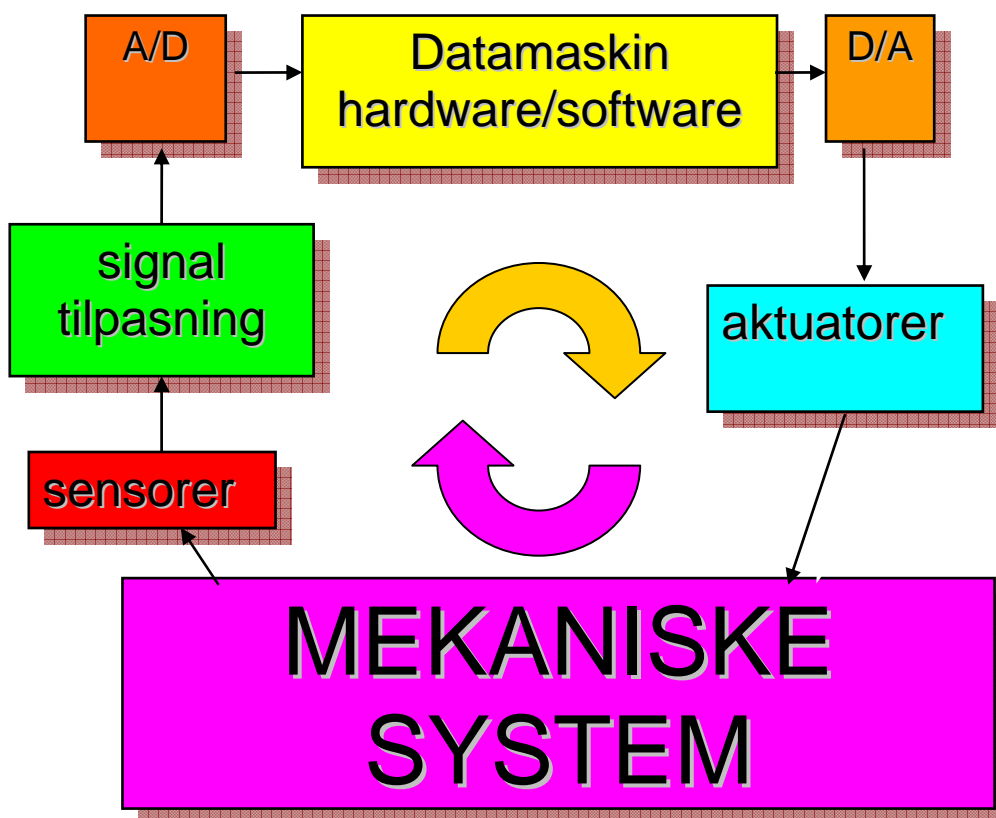 A/D
Datamaskin
hardware/software
D/A
signal
tilpasning
aktuatorer
sensorer
MEKANISKE
SYSTEM